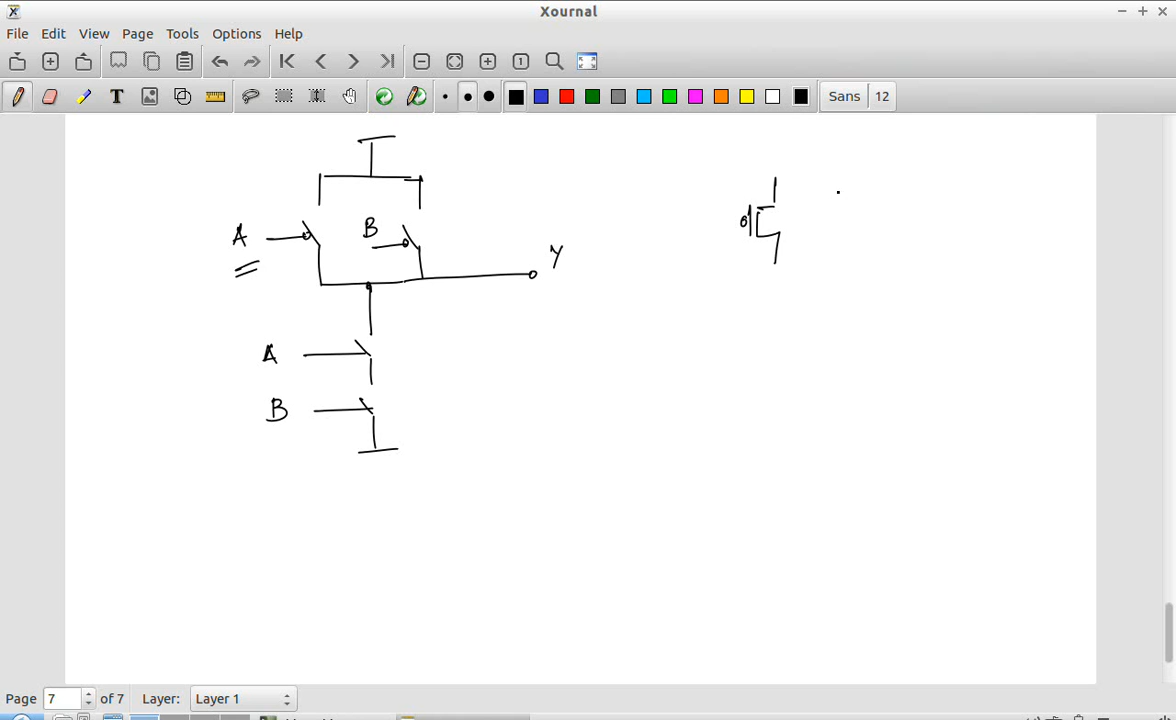 Xournal
File Edit View Page Tools Options Help
Sans 12
A
B
Y
A
B
Page 7 of 7 Layer: Layer 1